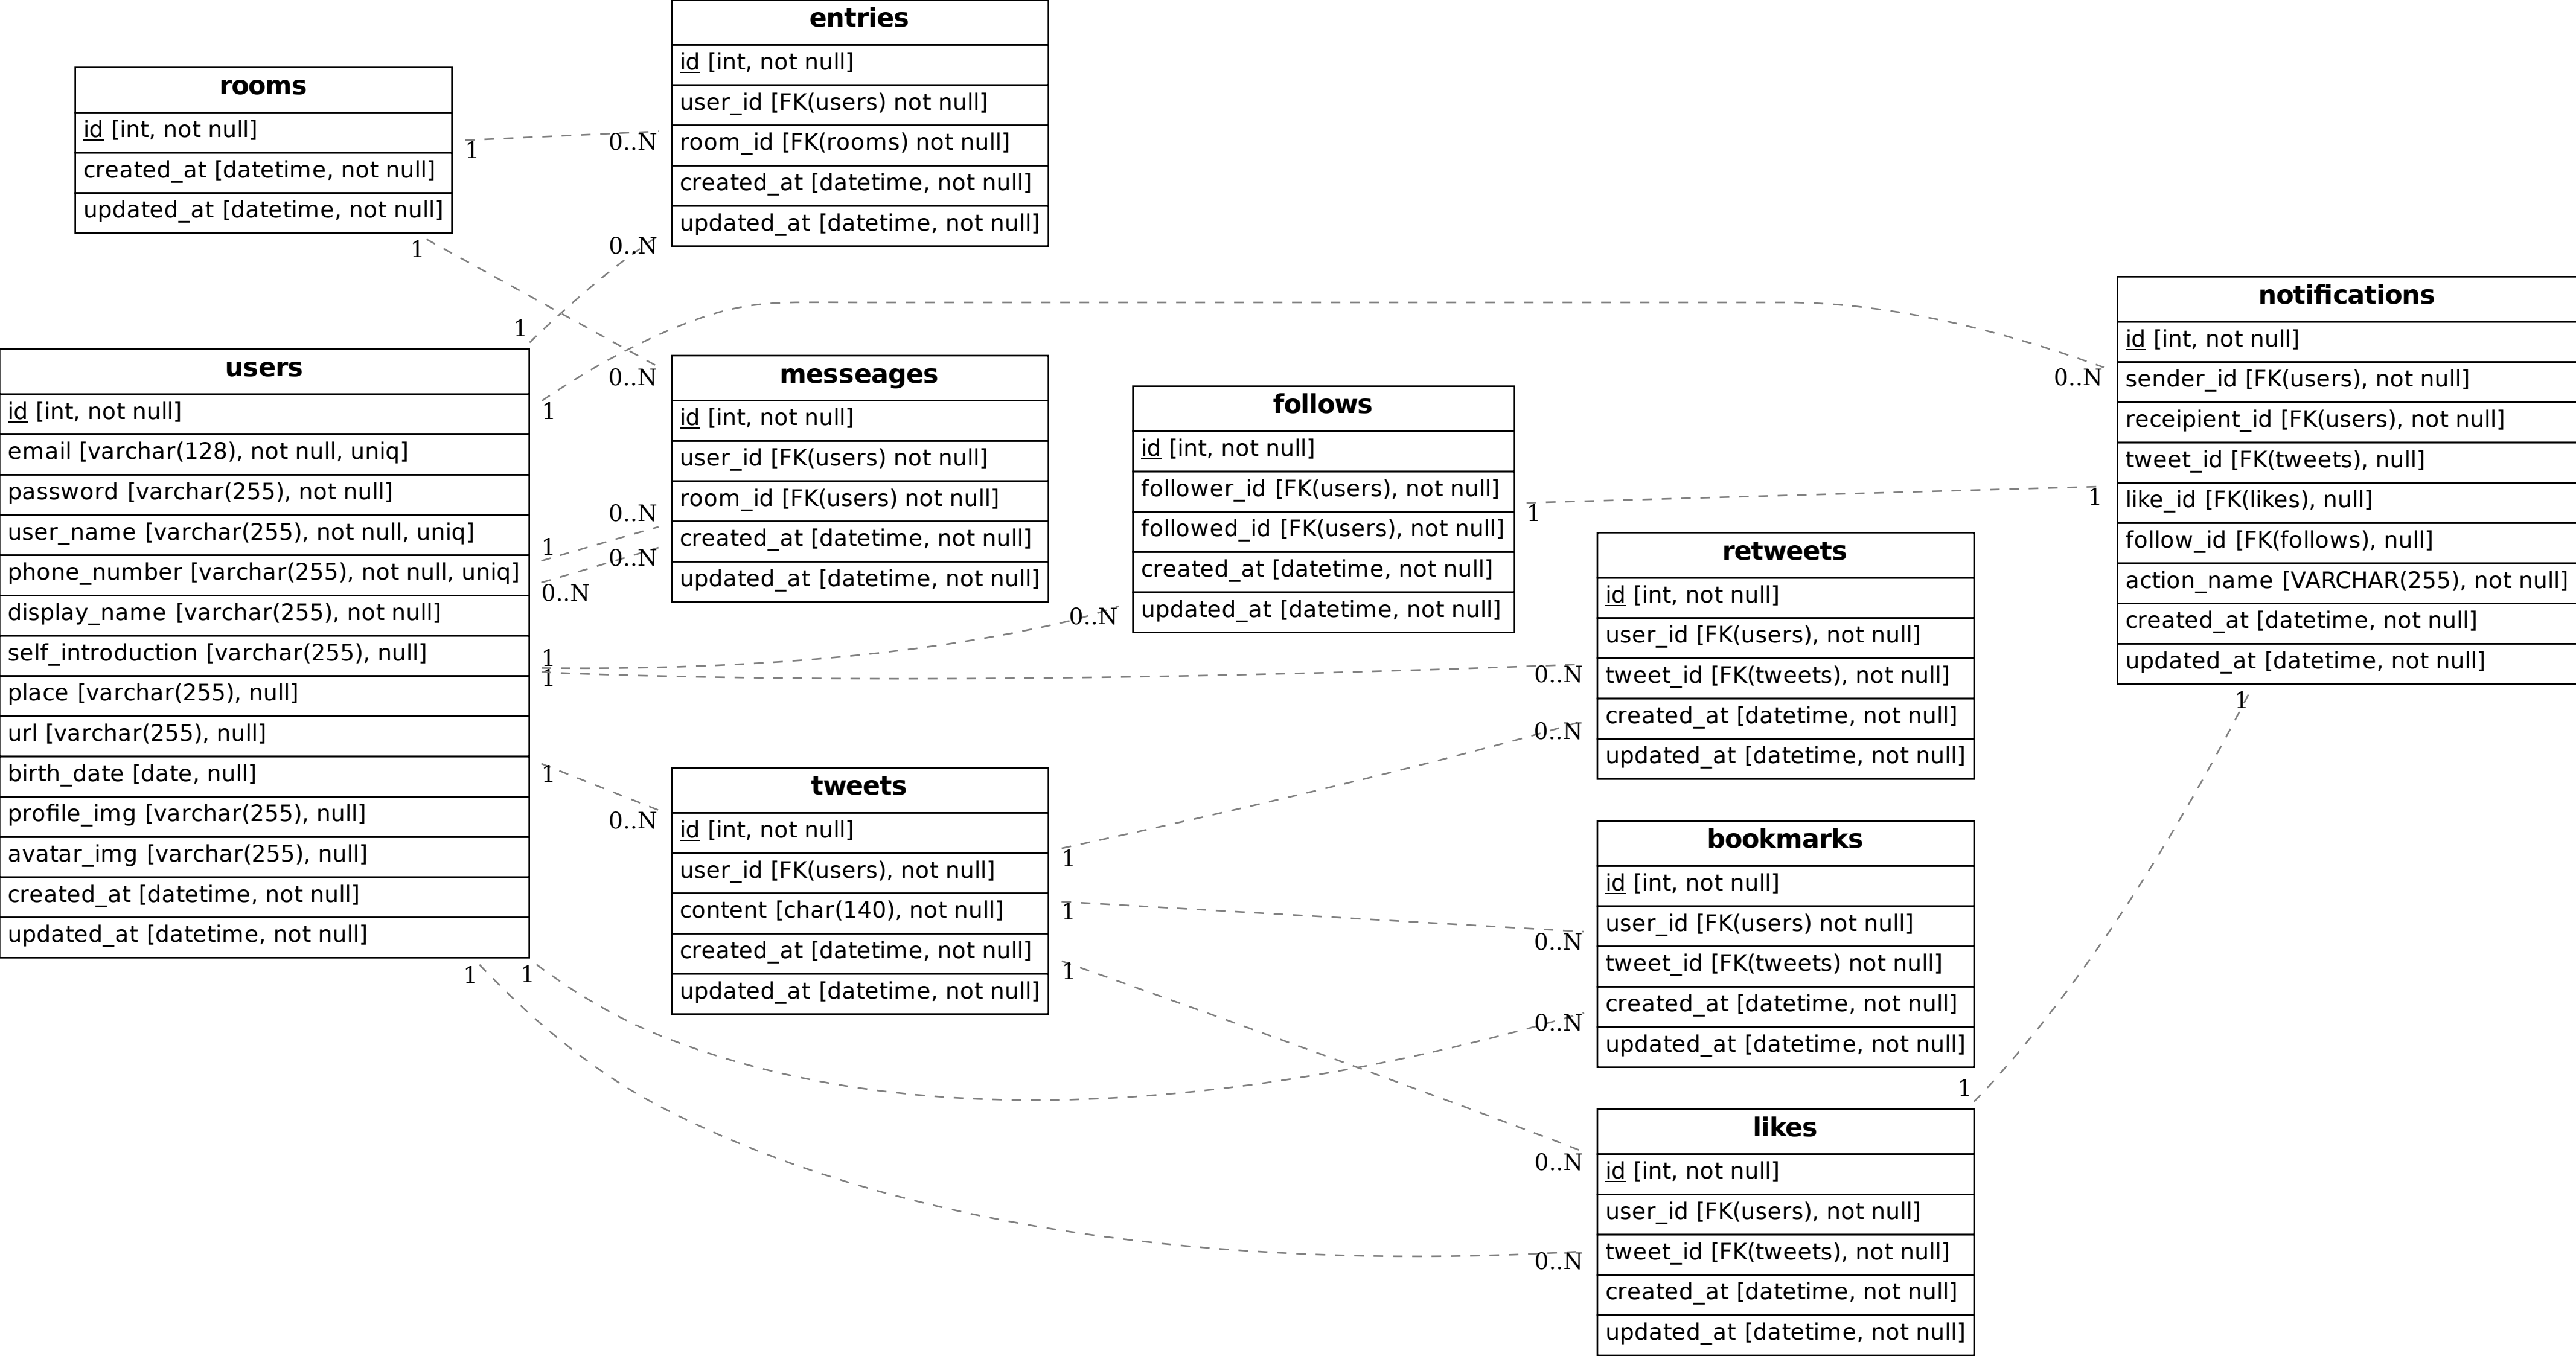 entries
id [int, not null]
user_id [FK(users) not null]
room_id [FK(rooms) not null]
created_at [datetime, not null]
updated_at [datetime, not null]
rooms
id [int, not null]
created_at [datetime, not null]
updated_at [datetime, not null]
1
0..N
1
0..N
1
0..N
1
0..N
users
id [int, not null]
email [varchar(128), not null, uniq]
password [varchar(255), not null]
user_name [varchar(255), not null, uniq]
phone_number [varchar(255), not null, uniq]
display_name [varchar(255), not null]
self_introduction [varchar(255), null]
place [varchar(255), null]
url [varchar(255), null]
birth_date [date, null]
profile_img [varchar(255), null]
avatar_img [varchar(255), null]
created_at [datetime, not null]
updated_at [datetime, not null]
messeages
id [int, not null]
user_id [FK(users) not null]
room_id [FK(users) not null]
created_at [datetime, not null]
updated_at [datetime, not null]
1
0..N
0..N
0..N
follows
id [int, not null]
follower_id [FK(users), not null]
followed_id [FK(users), not null]
created_at [datetime, not null]
updated_at [datetime, not null]
1
1
1
0..N
1
0..N
notifications
id [int, not null]
sender_id [FK(users), not null]
receipient_id [FK(users), not null]
tweet_id [FK(tweets), null]
like_id [FK(likes), null]
follow_id [FK(follows), null]
action_name [VARCHAR(255), not null]
created_at [datetime, not null]
updated_at [datetime, not null]
1
retweets
id [int, not null]
user_id [FK(users), not null]
tweet_id [FK(tweets), not null]
created_at [datetime, not null]
updated_at [datetime, not null]
0..N
1
0..N
tweets
id [int, not null]
user_id [FK(users), not null]
content [char(140), not null]
created_at [datetime, not null]
updated_at [datetime, not null]
1
1
1
bookmarks
id [int, not null]
user_id [FK(users) not null]
tweet_id [FK(tweets) not null]
created_at [datetime, not null]
updated_at [datetime, not null]
0..N
0..N
1
1
1
likes
id [int, not null]
user_id [FK(users), not null]
tweet_id [FK(tweets), not null]
created_at [datetime, not null]
updated_at [datetime, not null]
0..N
0..N